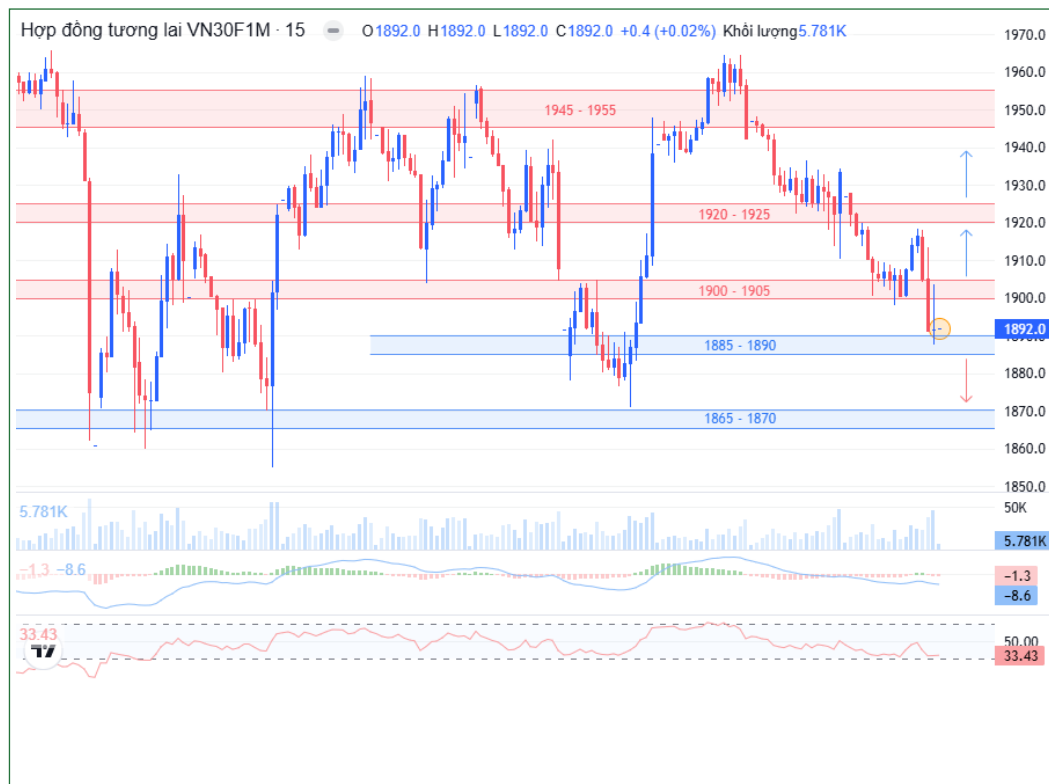 Hợp đồng tương lai VN30F1M · 15 O1892.0 H1892.0 L1892.0 C1892.0 +0.4 (+0.02%) Khối lượng5.781K
1970.0
1960.0
1945 - 1955
1950.0
1940.0
1930.0
1920 - 1925
1920.0
1910.0
1900 - 1905
1900.0
1892.0
1885 - 1890
1880.0
1865 - 1870
1870.0
1860.0
1850.0
5.781K
50K
5.781K
−1.3 −8.6
−1.3
−8.6
33.43
50.00
33.43